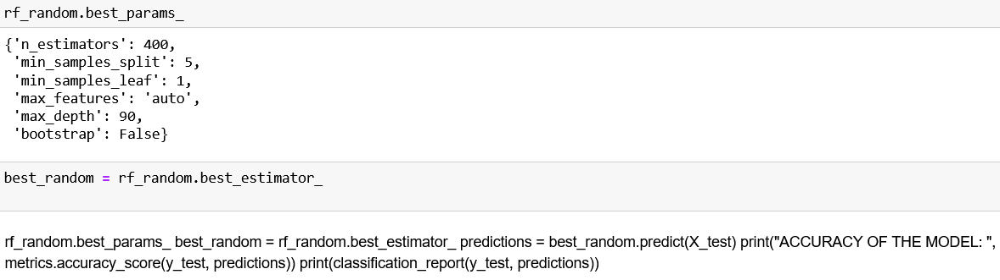 rf_random.best_params_
{'n_estimators': 400,
 'min_samples_split': 5,
 'min_samples_leaf': 1,
 'max_features': 'auto',
 'max_depth': 90,
 'bootstrap': False}
best_random = rf_random.best_estimator_
rf_random.best_params_ best_random = rf_random.best_estimator_ predictions = best_random.predict(X_test) print("ACCURACY OF THE MODEL: ",
metrics.accuracy_score(y_test, predictions)) print(classification_report(y_test, predictions))